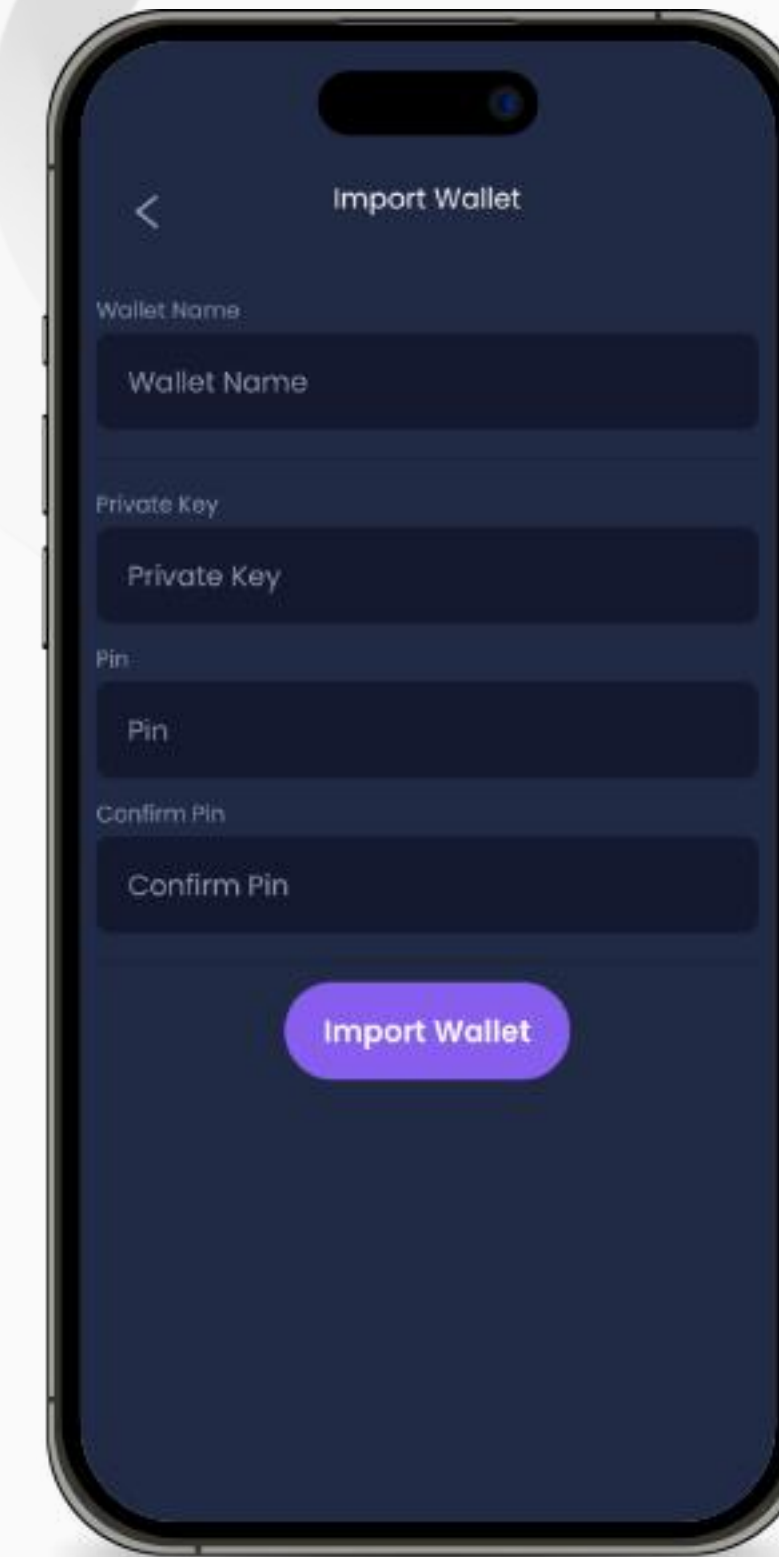 Import Wallet
Wallet Name
Wallet Name
Private Key
Private Key
Pin
Pin
Confirm Pin
Confirm Pin
Import Wallet